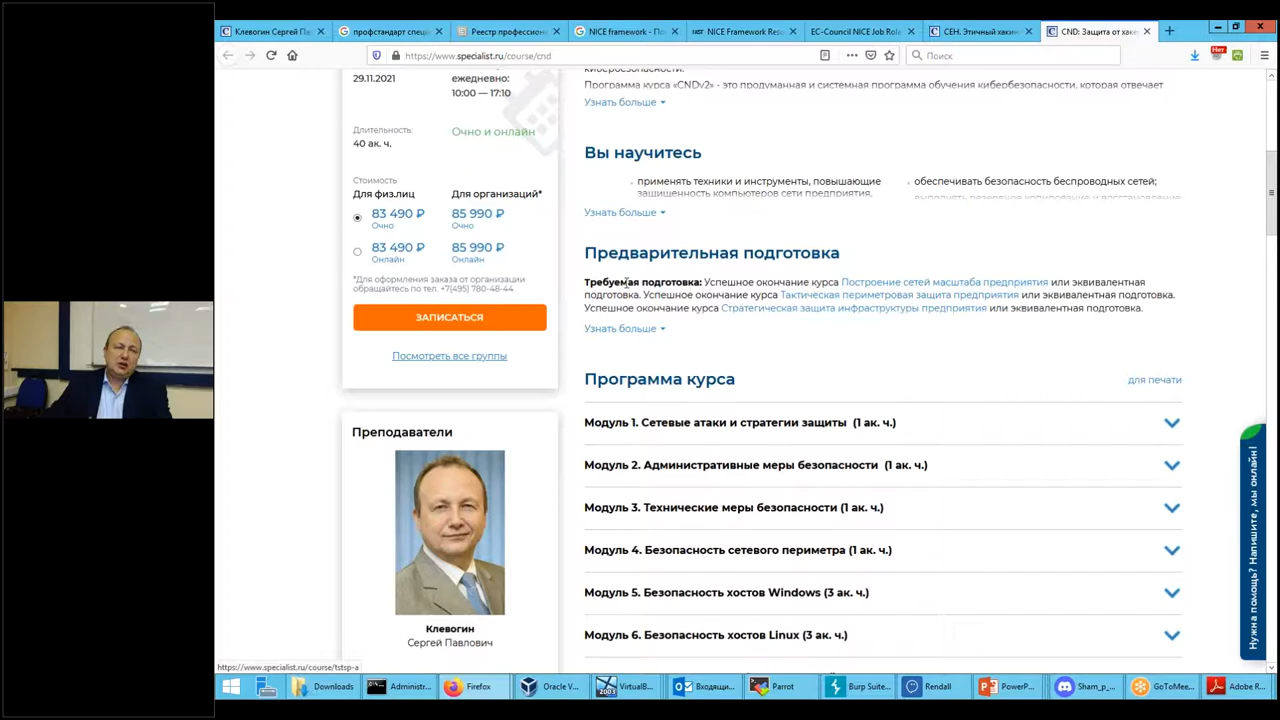 Клевогин Сергей Па
профстандарт специ
Реестр професcион
NICE framework - По
NICE Framework Res
EC-Council NICE Job Rol
CEH. Этичный хакин
CND: Защита от хаке
https://www.specialist.ru/course/cnd
Поиск
29.11.2021
ежедневно:
10:00 — 17:10
Длительность:
40 ак. ч.
Очно и онлайн
Стоимость
Для физ.лиц
Для организаций*
83 490 ₽
85 990 ₽
Очно
Очно
83 490 ₽
85 990 ₽
Онлайн
Онлайн
*Для оформления заказа от организации
обращайтесь по тел. +7(495) 780-48-44
ЗАПИСАТЬСЯ
Посмотреть все группы
Преподаватели
Клевогин
Сергей Павлович
кибербезопасности.
Программа курса «CNDv2» - это продуманная и системная программа обучения кибербезопасности, которая отвечает
Узнать больше
Вы научитесь
применять техники и инструменты, повышающие
защищенность компьютеров сети предприятия.
обеспечивать безопасность беспроводных сетей;
выполнять резервное копирование и восстановление
Узнать больше
Предварительная подготовка
Требуемая подготовка: Успешное окончание курса Построение сетей масштаба предприятия или эквивалентная
подготовка. Успешное окончание курса Тактическая периметровая защита предприятия или эквивалентная подготовка.
Успешное окончание курса Стратегическая защита инфраструктуры предприятия или эквивалентная подготовка.
Узнать больше
Программа курса
для печати
Модуль 1. Сетевые атаки и стратегии защиты (1 ак. ч.)
Модуль 2. Административные меры безопасности (1 ак. ч.)
Модуль 3. Технические меры безопасности (1 ак. ч.)
Модуль 4. Безопасность сетевого периметра (1 ак. ч.)
Модуль 5. Безопасность хостов Windows (3 ак. ч.)
Модуль 6. Безопасность хостов Linux (3 ак. ч.)
Нужна помощь? Напишите, мы онлайн!
https://www.specialist.ru/course/tstsp-a
Downloads
Administr...
Firefox
Oracle V...
VirtualB...
Входящи...
Parrot
Burp Suite...
Rendall
PowerP...
Sham_p_...
GoToMee...
Adobe R...